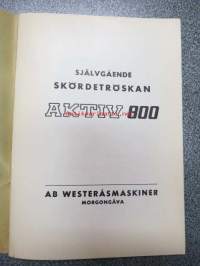 SJÄLVGÅENDE
SKÖRDETRÖSKAN
AKTIV 800
AB WESTERÅSMASKINER
MORGONGÅVA